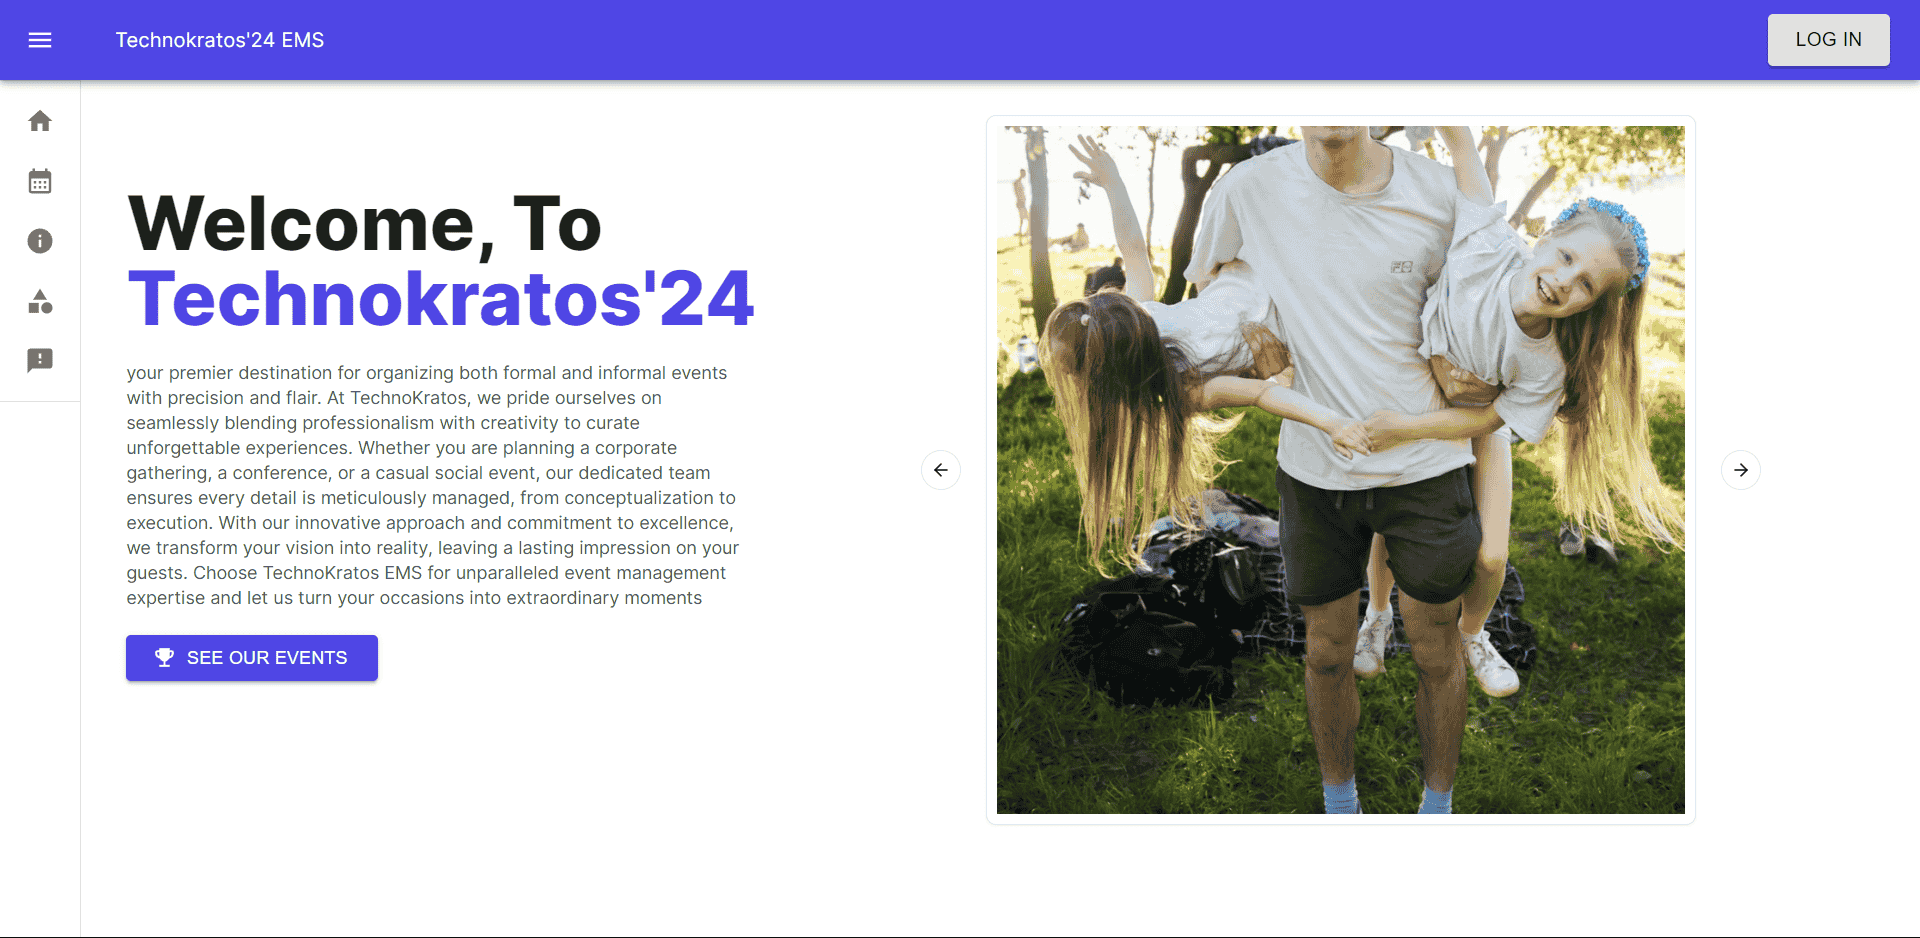 Technokratos'24 EMS
LOG IN
Welcome, To
Technokratos'24
your premier destination for organizing both formal and informal events
with precision and flair. At TechnoKratos, we pride ourselves on
seamlessly blending professionalism with creativity to curate
unforgettable experiences. Whether you are planning a corporate
gathering, a conference, or a casual social event, our dedicated team
ensures every detail is meticulously managed, from conceptualization to
execution. With our innovative approach and commitment to excellence,
we transform your vision into reality, leaving a lasting impression on your
guests. Choose TechnoKratos EMS for unparalleled event management
expertise and let us turn your occasions into extraordinary moments
SEE OUR EVENTS